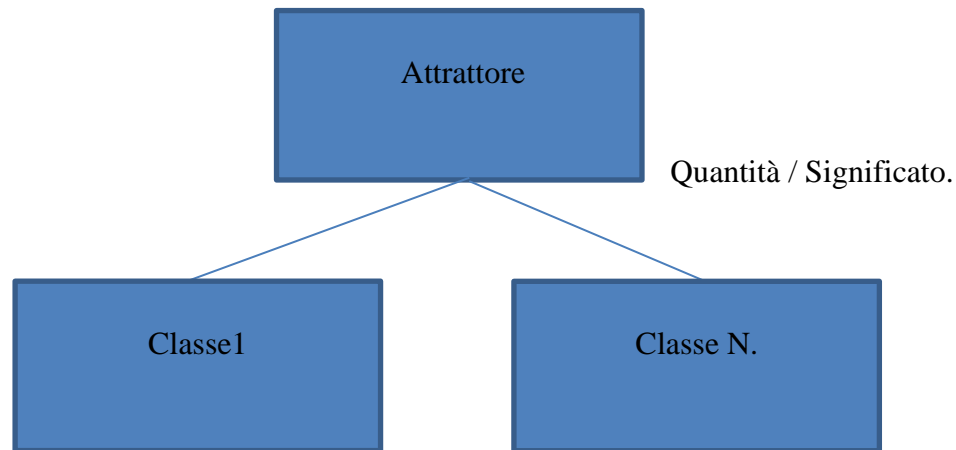 Attrattore
Quantità / Significato.
Classe1
Classe N.